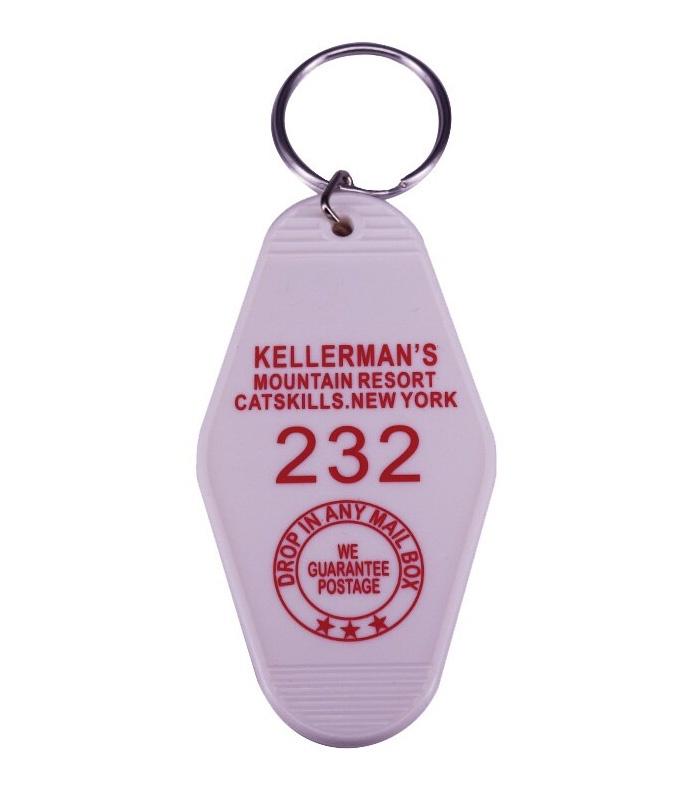 KELLERMAN'S
MOUNTAIN RESORT
CATSKILLS.NEW YORK
232
DROP IN ANY MAIL BOX
WE
GUARANTEE
POSTAGE